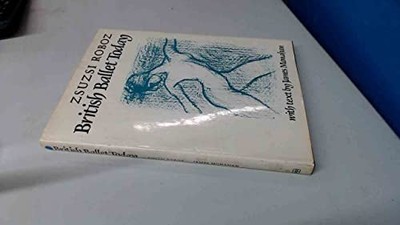 ZSUZSI ROBOZ
British Ballet Today
with text by James Monahan
British Ballet Today